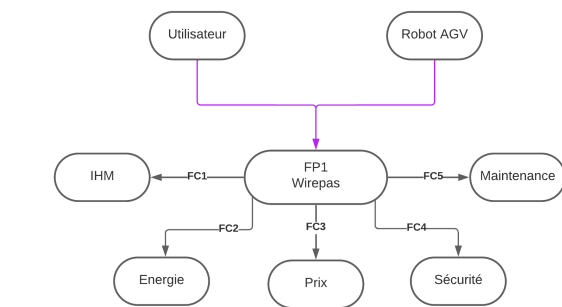 Utilisateur
Robot AGV
FP1
Wirepas
IHM
FC1
FC5
Maintenance
FC2
FC3
FC4
Energie
Prix
Sécurité